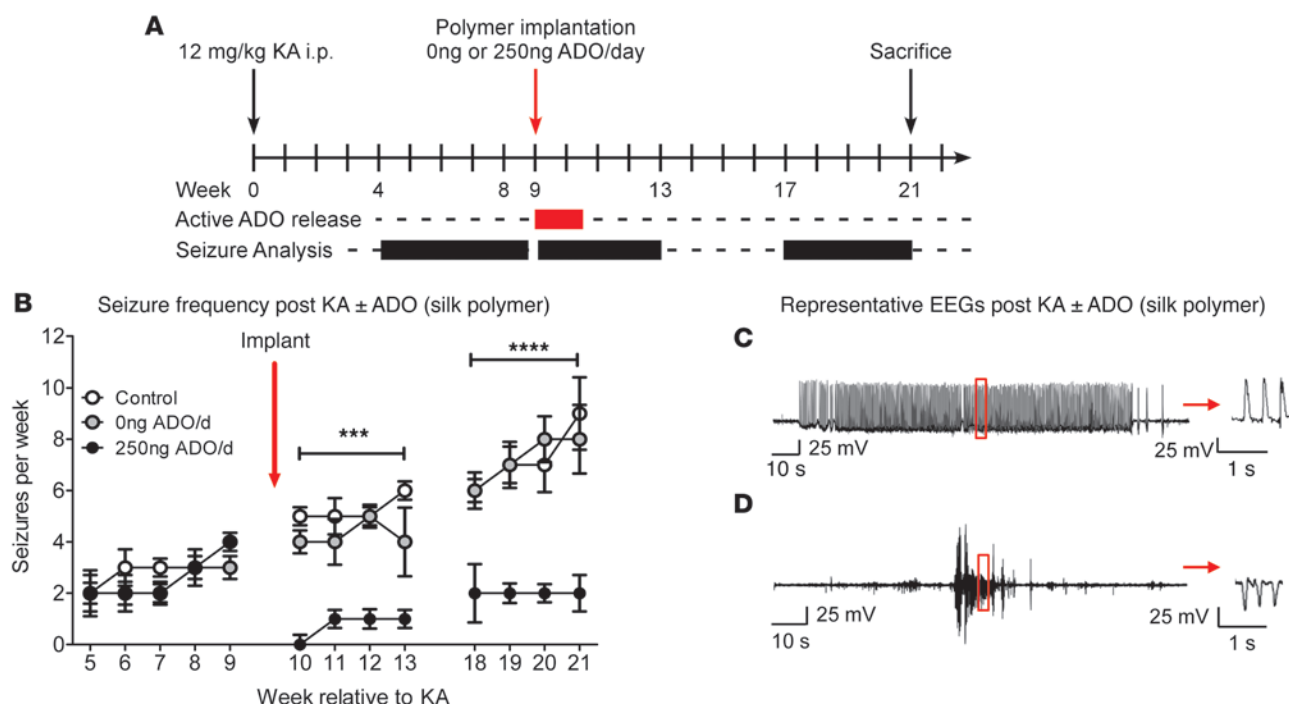 A
12 mg/kg KA i.p.
Polymer implantation
0ng or 250ng ADO/day
Sacrifice
Week 0 4 8 9 13 17 21
Active ADO release
Seizure Analysis
B Seizure frequency post KA ± ADO (silk polymer)
Implant
Control
0ng ADO/d
250ng ADO/d
***
****
Seizures per week
12
10
8
6
4
2
0
5 6 7 8 9 10 11 12 13 18 19 20 21
Week relative to KA
Representative EEGs post KA ± ADO (silk polymer)
C
10 s
25 mV
25 mV
1 s
D
10 s
25 mV
25 mV
1 s